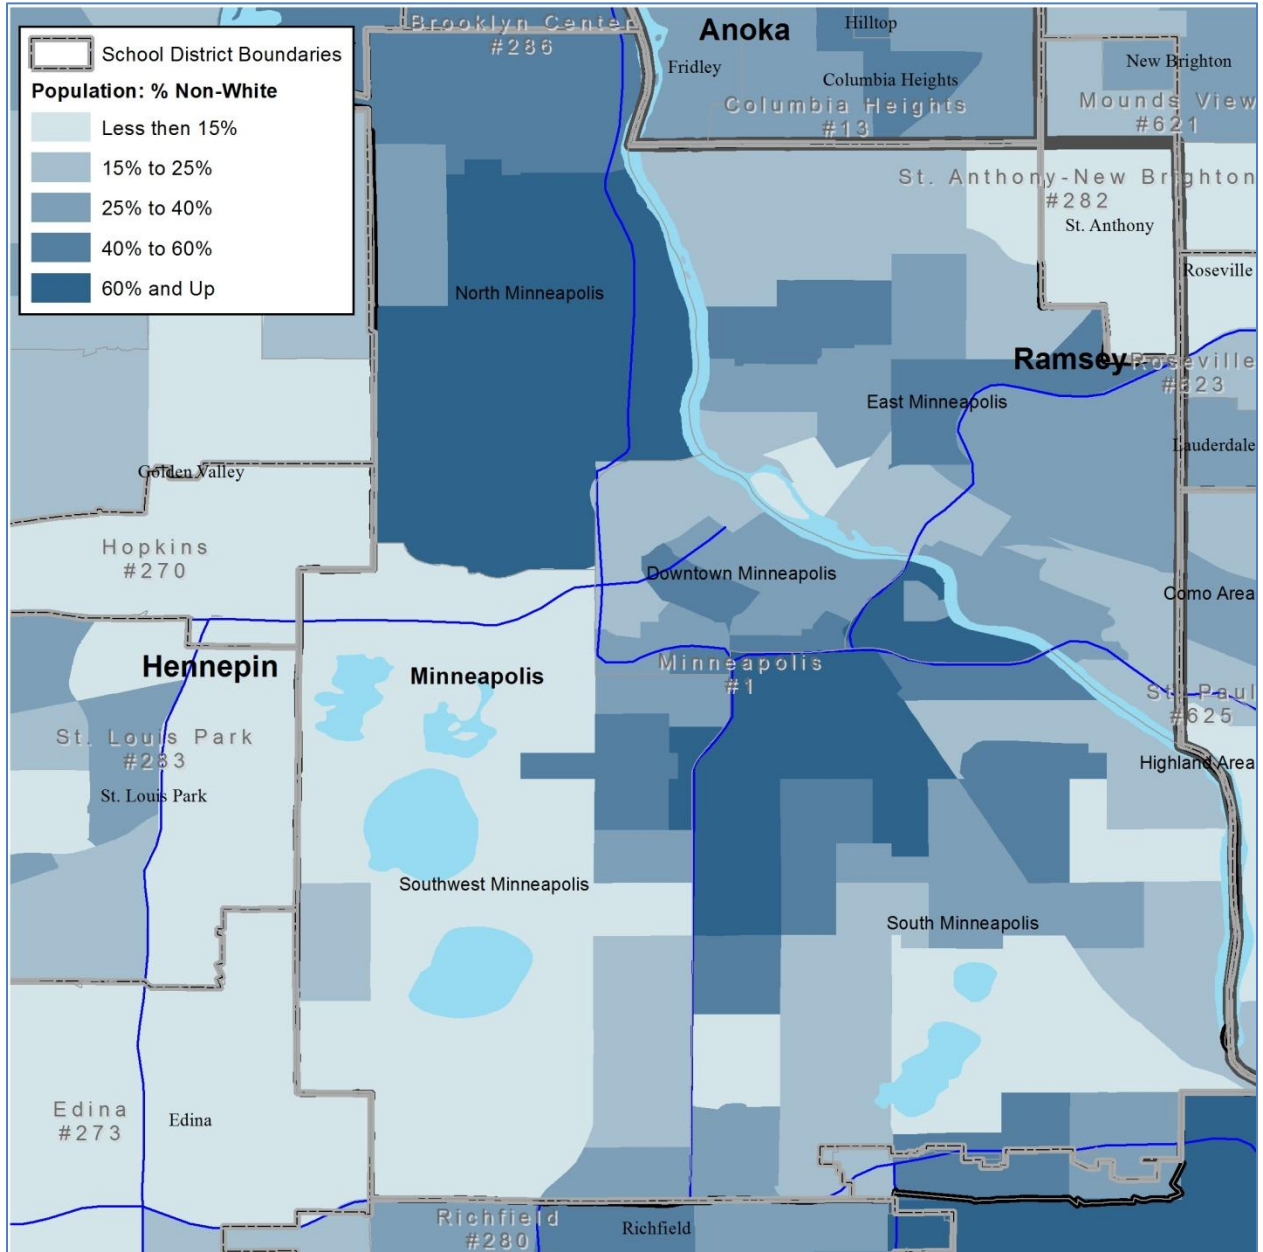 School District Boundaries
Population: % Non-White
Less then 15%
15% to 25%
25% to 40%
40% to 60%
60% and Up
Brooklyn Center
#286
Anoka
Hilltop
Fridley
Columbia Heights
Columbia Heights
#13
New Brighton
Mounds View
#621
St. Anthony-New Brighton
#282
St. Anthony
Roseville
North Minneapolis
Ramsey
Roseville
#623
East Minneapolis
Lauderdale
Golden Valley
Hopkins
#270
Downtown Minneapolis
Como Area
Hennepin
Minneapolis
Minneapolis
#1
St. Paul
#625
St. Louis Park
#283
St. Louis Park
Highland Area
Southwest Minneapolis
South Minneapolis
Edina
#273
Edina
Richfield
#280
Richfield